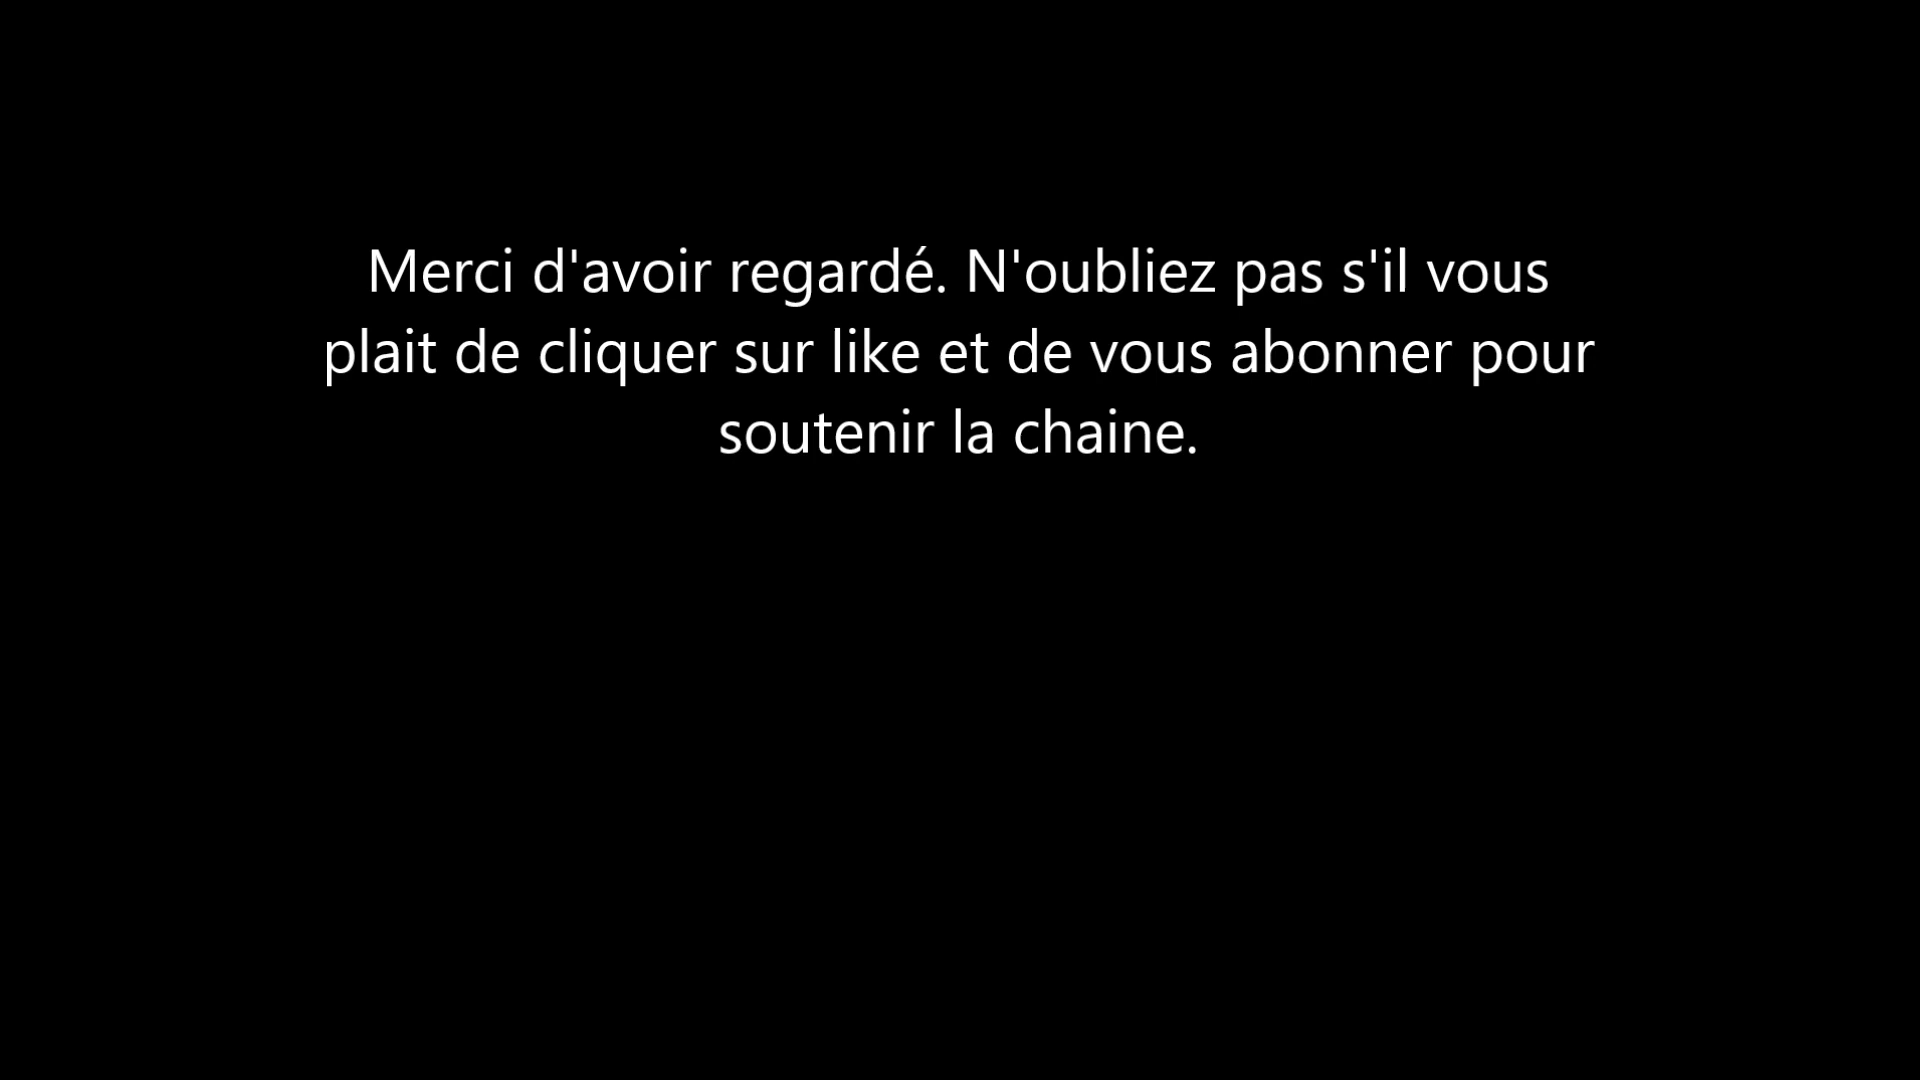 Merci d'avoir regardé. N'oubliez pas s'il vous
plait de cliquer sur like et de vous abonner pour
soutenir la chaine.